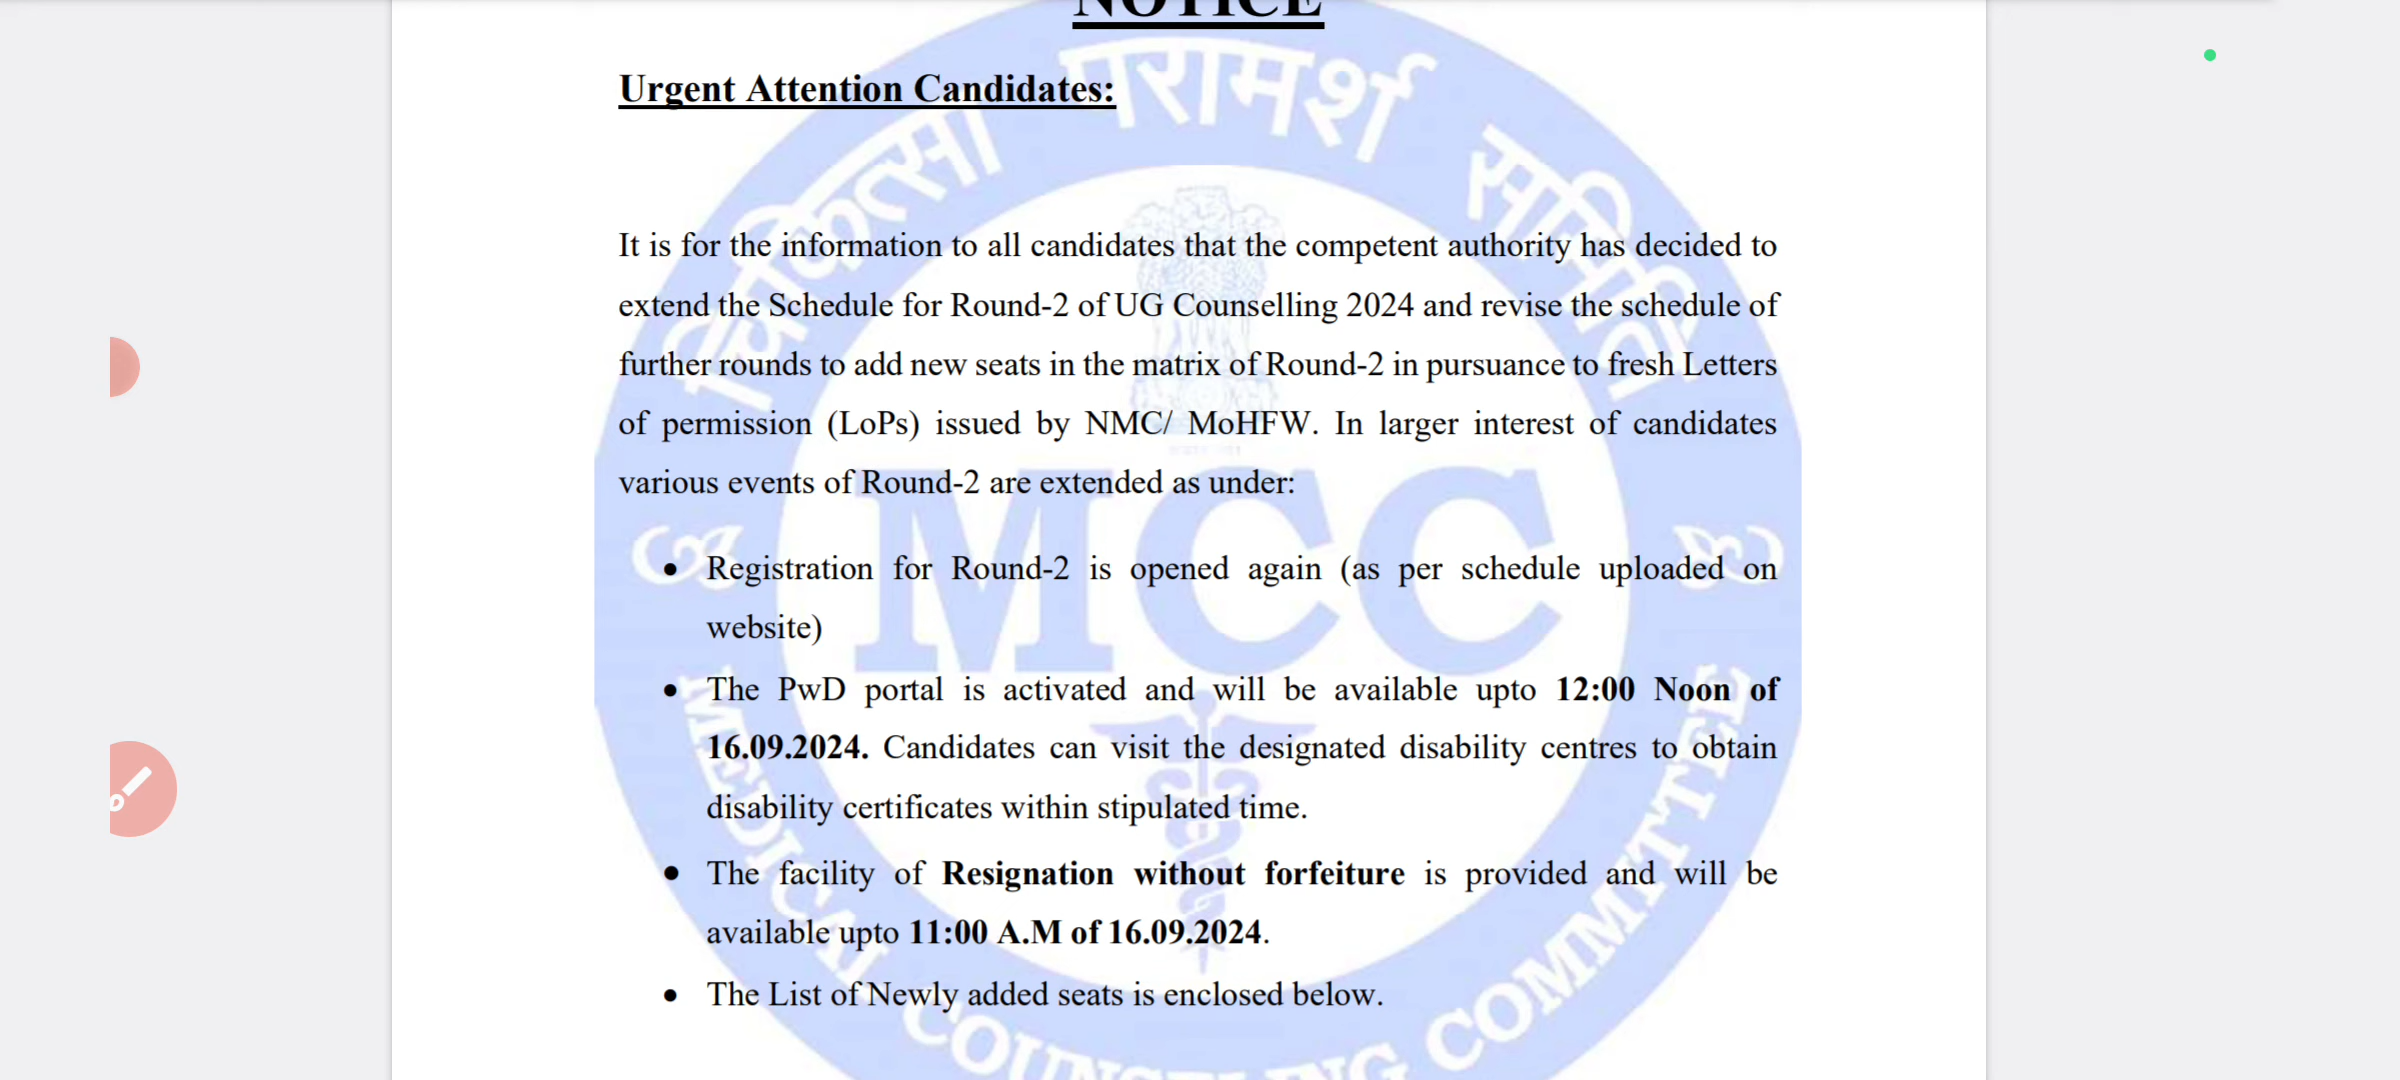 NOTICE
Urgent Attention Candidates:
It is for the information to all candidates that the competent authority has decided to
extend the Schedule for Round-2 of UG Counselling 2024 and revise the schedule of
further rounds to add new seats in the matrix of Round-2 in pursuance to fresh Letters
of permission (LoPs) issued by NMC/ MoHFW. In larger interest of candidates
various events of Round-2 are extended as under:
• Registration for Round-2 is opened again (as per schedule uploaded on
website)
• The PwD portal is activated and will be available upto 12:00 Noon of
16.09.2024. Candidates can visit the designated disability centres to obtain
disability certificates within stipulated time.
• The facility of Resignation without forfeiture is provided and will be
available upto 11:00 A.M of 16.09.2024.
• The List of Newly added seats is enclosed below.
चिकित्सा परामर्श समिति
MCC
MEDICAL COUNSELLING COMMITTEE